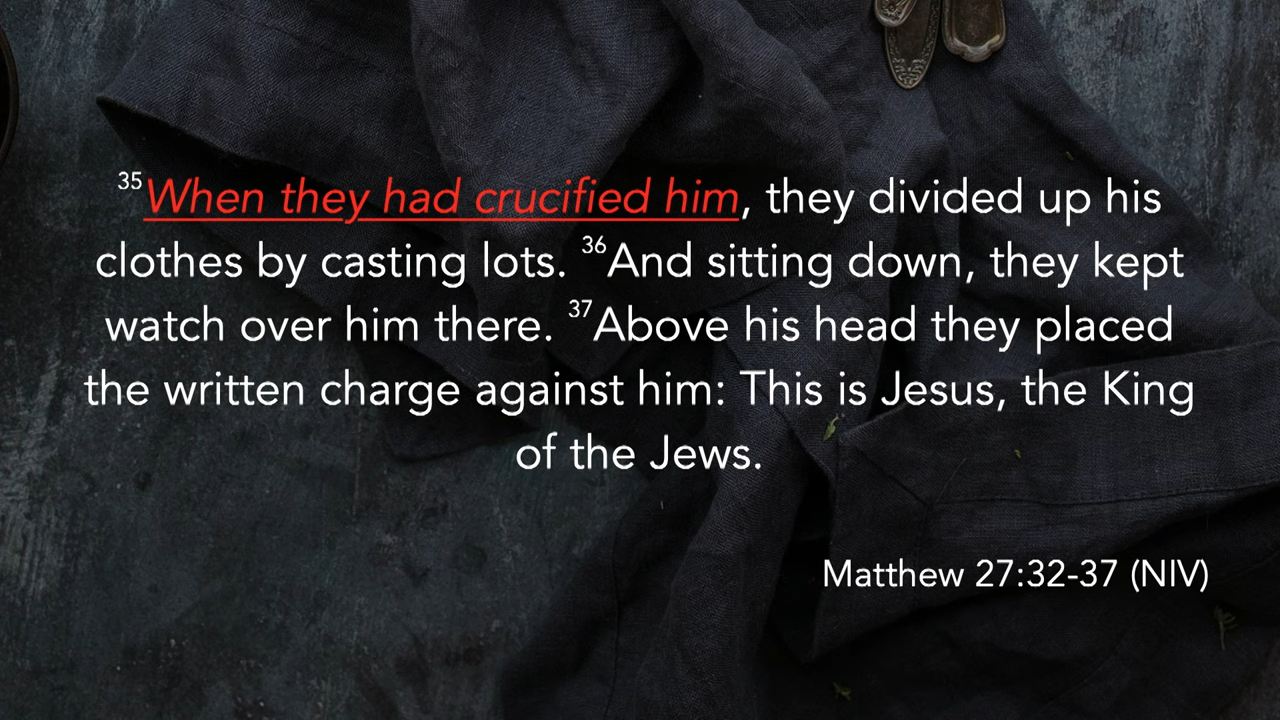 35When they had crucified him, they divided up his
clothes by casting lots. 36And sitting down, they kept
watch over him there. 37Above his head they placed
the written charge against him: This is Jesus, the King
of the Jews.
Matthew 27:32-37 (NIV)